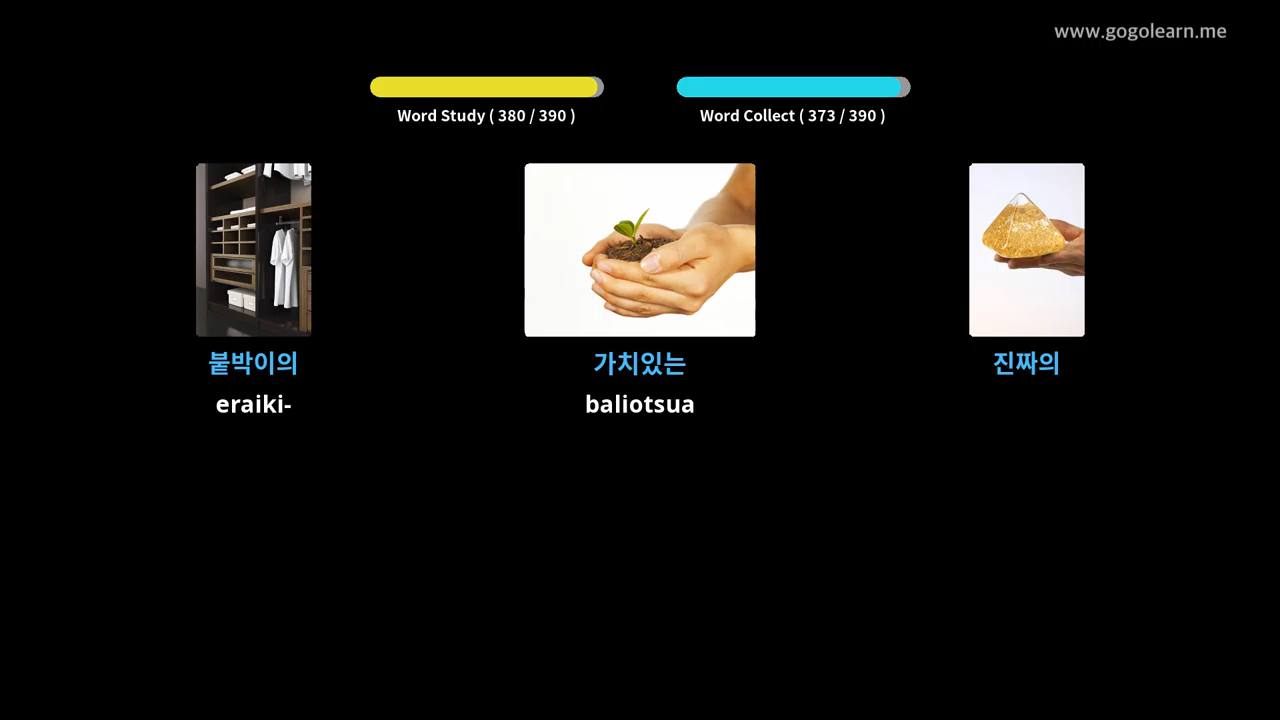 www.gogolearn.me
Word Study ( 380 / 390 )
Word Collect ( 373 / 390 )
붙박이의
가치있는
진짜의
eraiki-
baliotsua